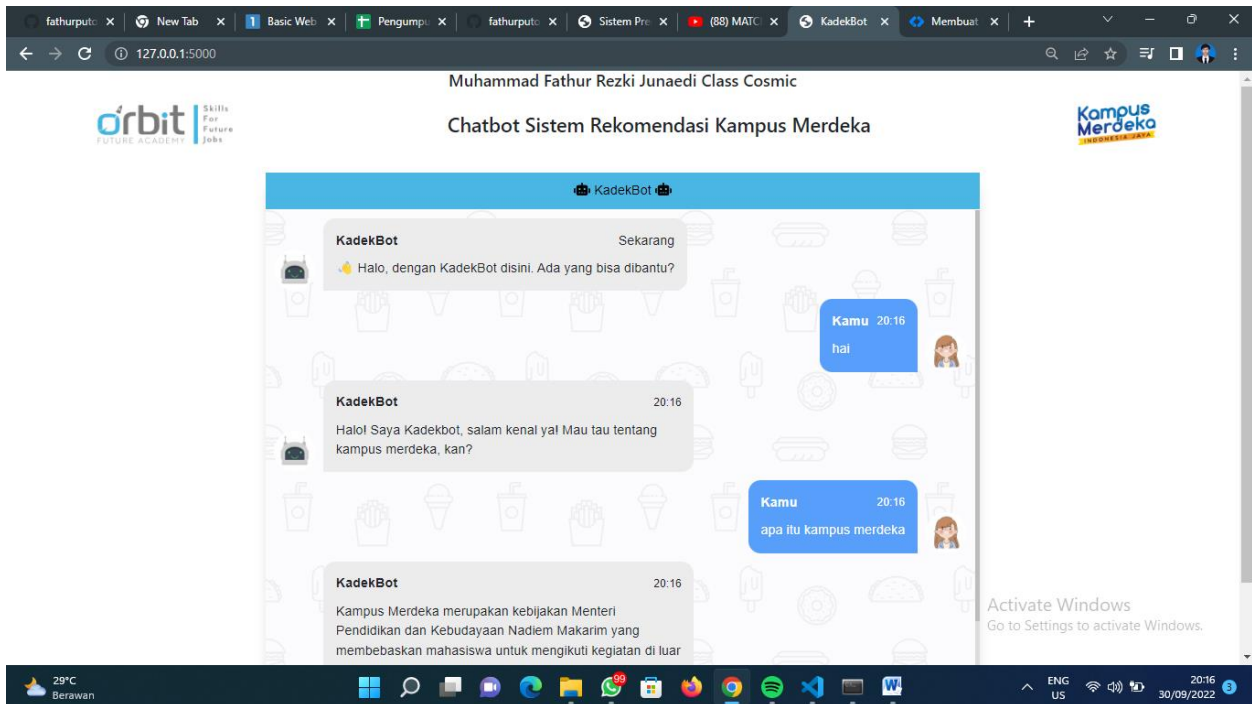 fathurputo
New Tab
Basic Web
Pengumpu
fathurputo
Sistem Pre
(88) MATC
KadekBot
Membuat
127.0.0.1:5000
Muhammad Fathur Rezki Junaedi Class Cosmic
orbit
FUTURE ACADEMY
Skills
For
Future
Jobs
Chatbot Sistem Rekomendasi Kampus Merdeka
Kampus
Merdeka
INDONESIA JAYA
KadekBot
KadekBot Sekarang
👋 Halo, dengan KadekBot disini. Ada yang bisa dibantu?
Kamu 20:16
hai
KadekBot 20:16
Halo! Saya Kadekbot, salam kenal ya! Mau tau tentang
kampus merdeka, kan?
Kamu 20:16
apa itu kampus merdeka
KadekBot 20:16
Kampus Merdeka merupakan kebijakan Menteri
Pendidikan dan Kebudayaan Nadiem Makarim yang
membebaskan mahasiswa untuk mengikuti kegiatan di luar
Activate Windows
Go to Settings to activate Windows.
29°C
Berawan
99
ENG
US
20:16
30/09/2022
3